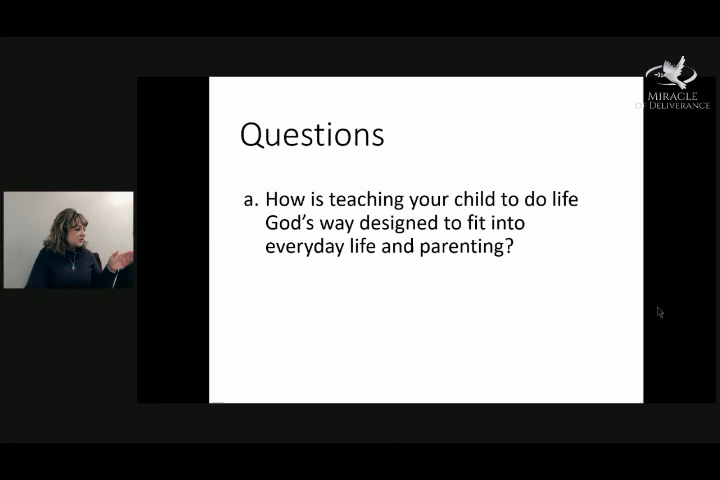 Questions
a. How is teaching your child to do life
God's way designed to fit into
everyday life and parenting?
MIRACLE
OF DELIVERANCE